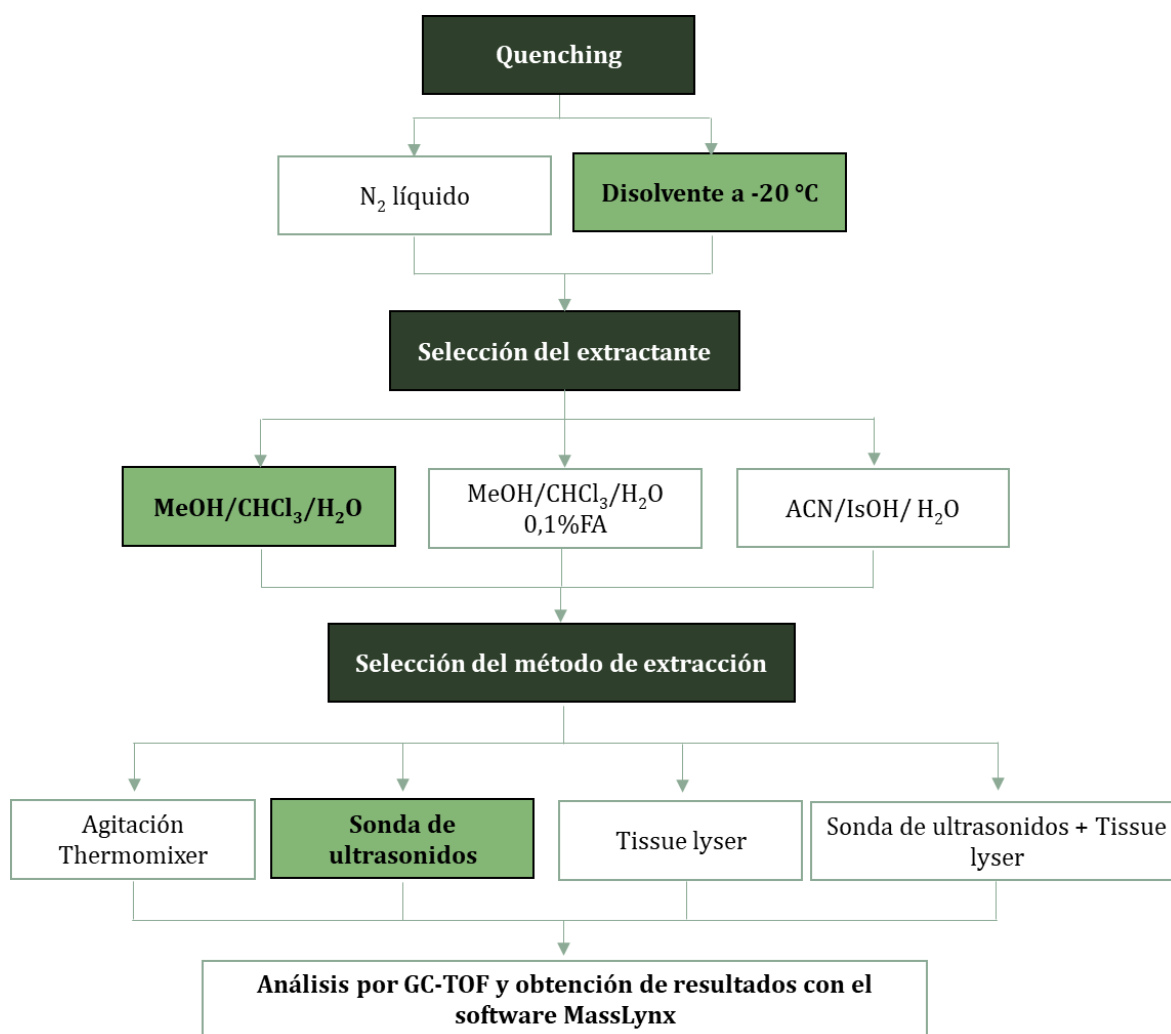 Quenching
N₂ líquido
Disolvente a -20 °C
Selección del extractante
MeOH/CHCl₃/H₂O
MeOH/CHCl₃/H₂O
0,1%FA
ACN/IsOH/ H₂O
Selección del método de extracción
Agitación
Thermomixer
Sonda de
ultrasonidos
Tissue lyser
Sonda de ultrasonidos + Tissue
lyser
Análisis por GC-TOF y obtención de resultados con el
software MassLynx